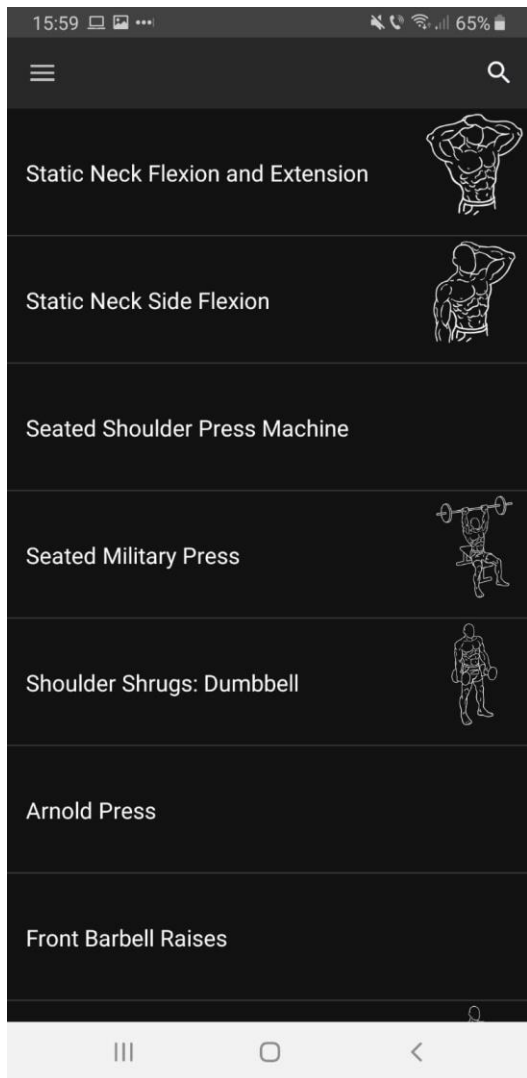 15:59 65%
Static Neck Flexion and Extension
Static Neck Side Flexion
Seated Shoulder Press Machine
Seated Military Press
Shoulder Shrugs: Dumbbell
Arnold Press
Front Barbell Raises